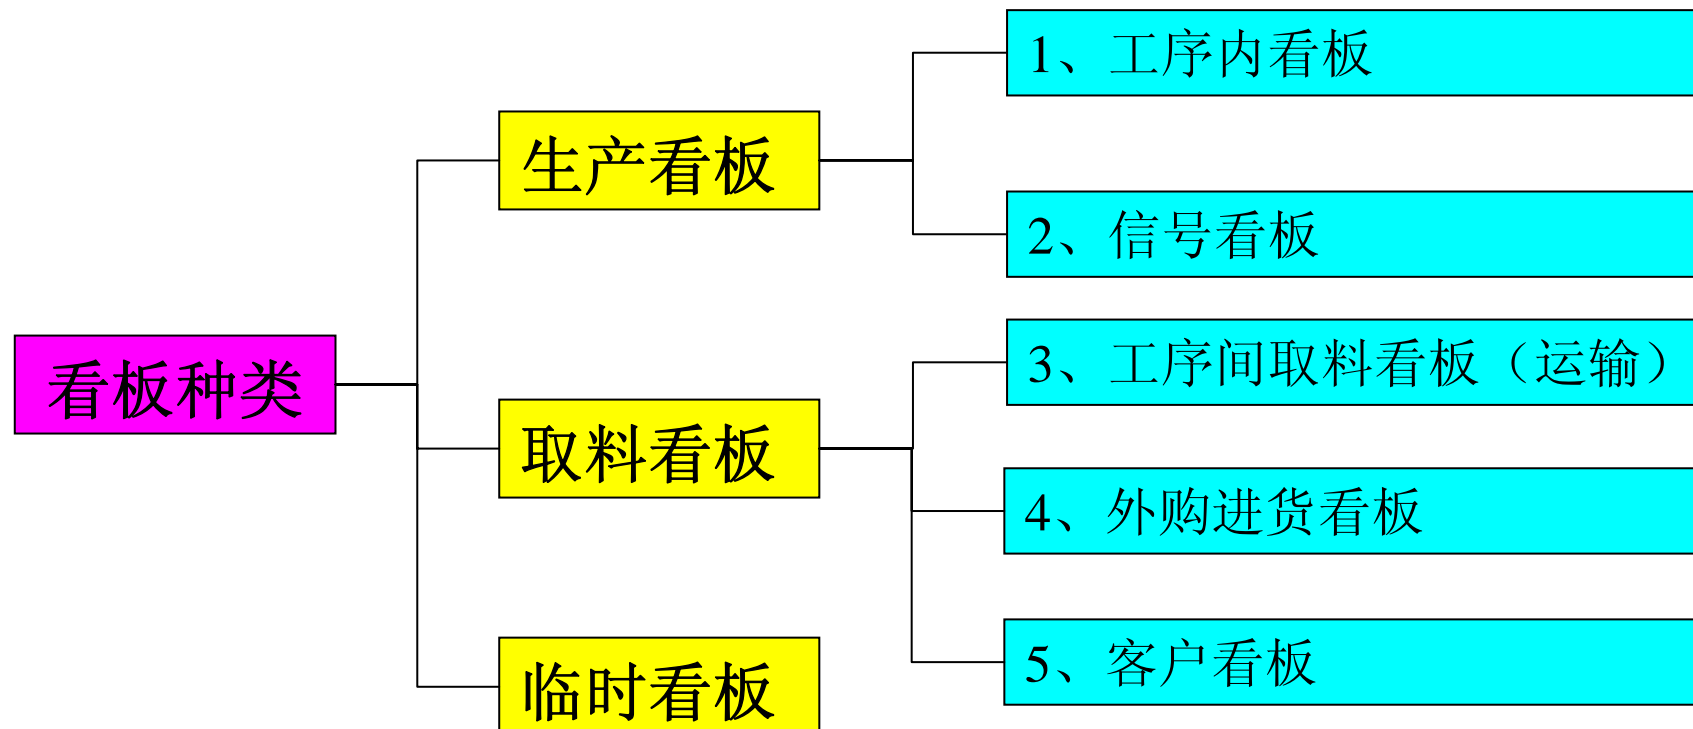 看板种类
生产看板
1、工序内看板
2、信号看板
取料看板
3、工序间取料看板（运输）
4、外购进货看板
5、客户看板
临时看板